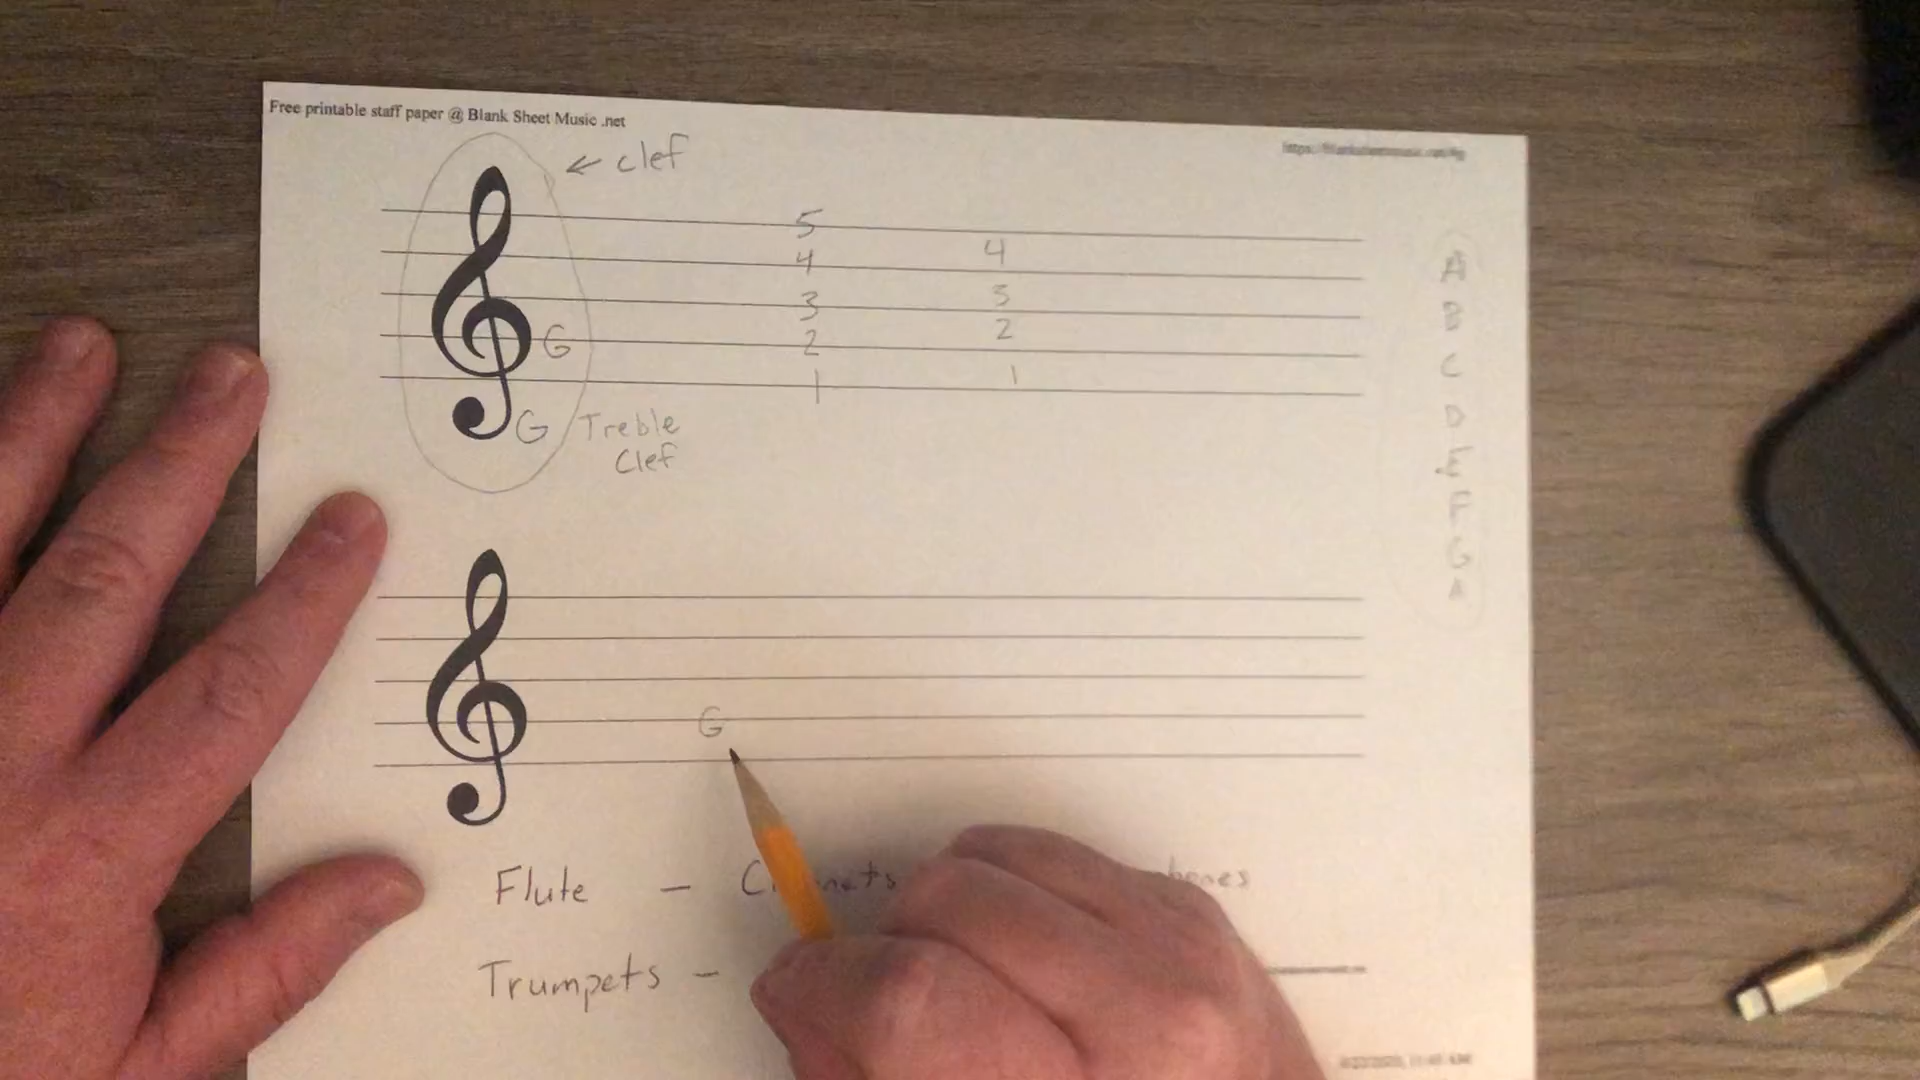 Free printable staff paper @ Blank Sheet Music .net
← clef
5
4 4
3 3
2 2
1 1
G
G Treble
Clef
A
B
C
D
E
F
G
A
G
Flute —
Trumpets —